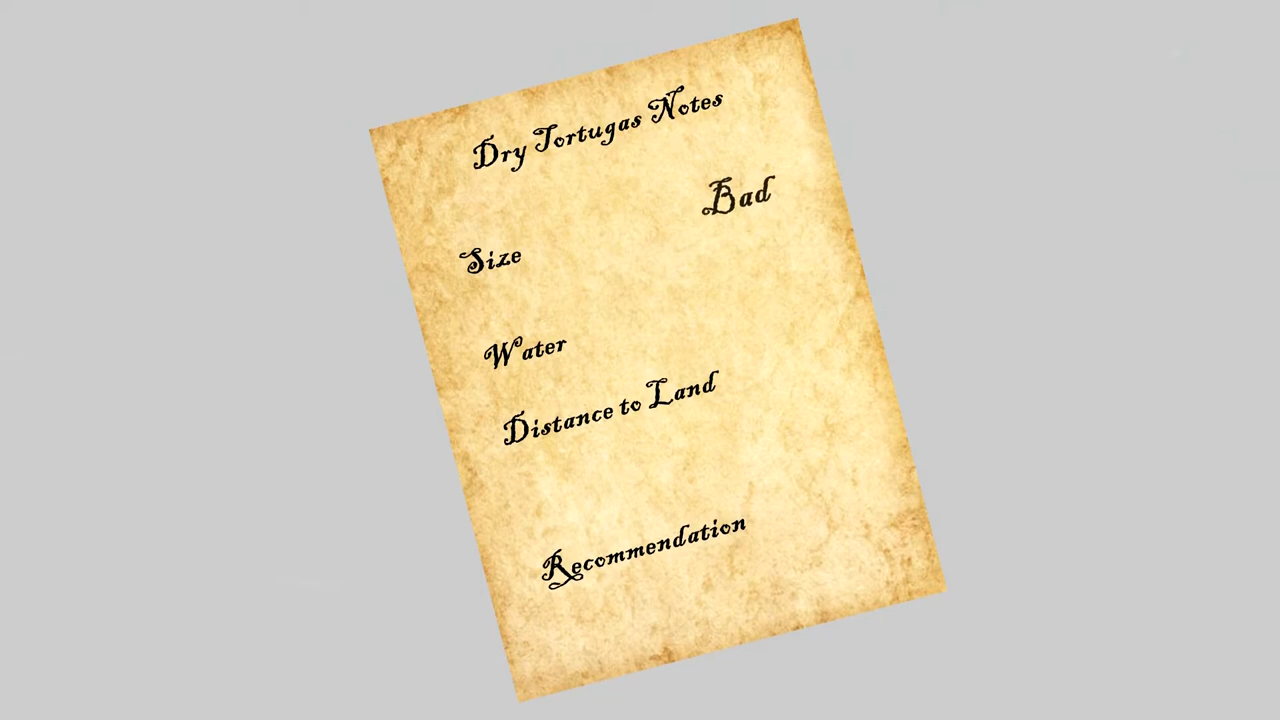 Dry Tortugas Notes
Bad
Size
Water
Distance to Land
Recommendation